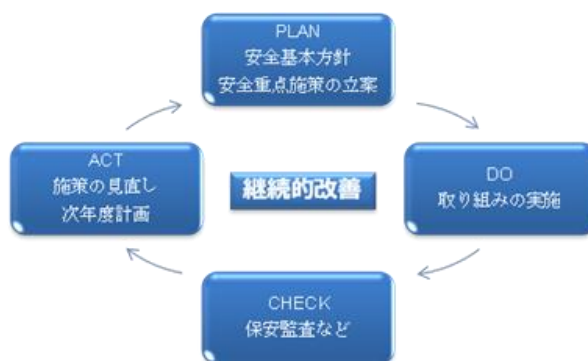 PLAN
安全基本方針
安全重点施策の立案
ACT
施策の見直し
次年度計画
継続的改善
DO
取り組みの実施
CHECK
保安監査など